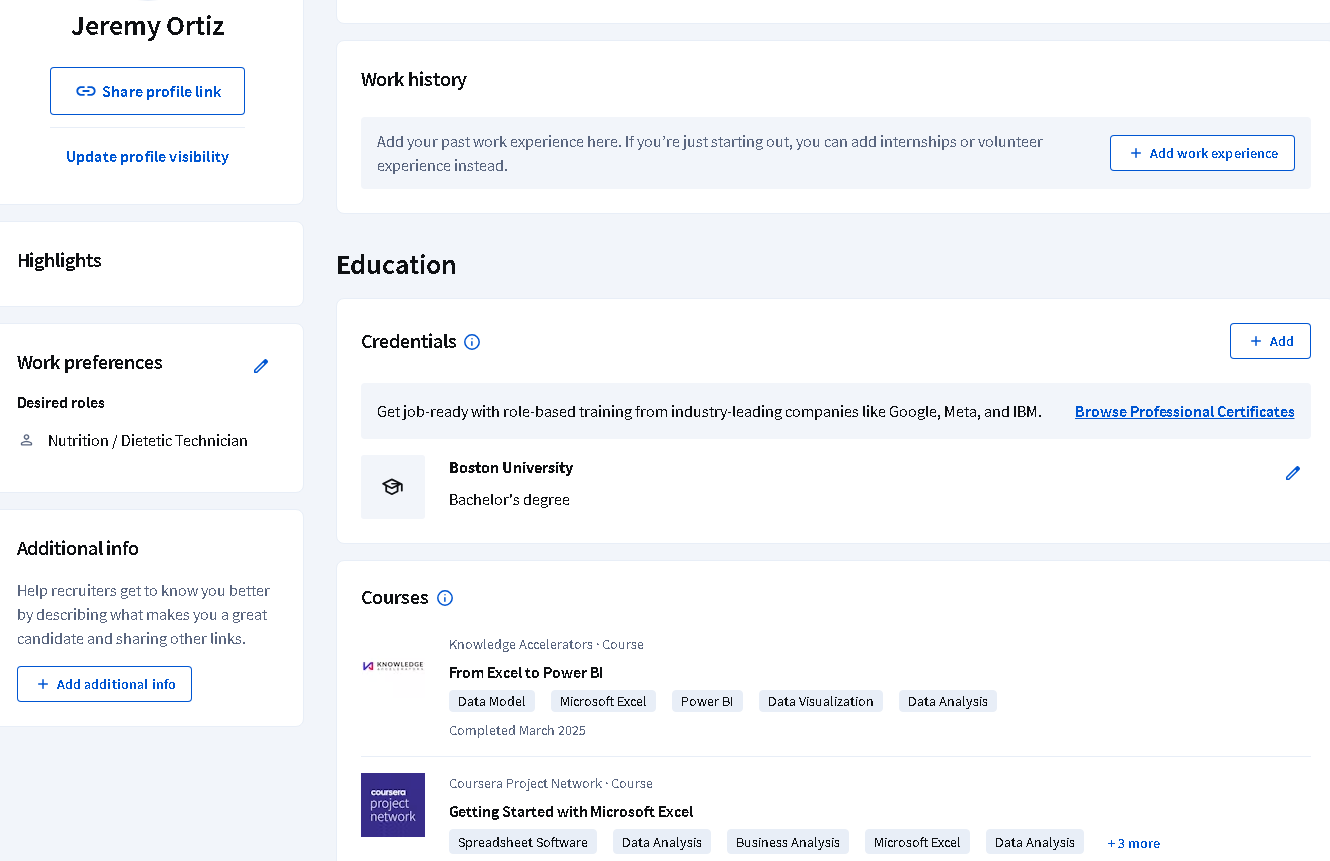 Jeremy Ortiz
Share profile link
Update profile visibility
Highlights
Work preferences
Desired roles
Nutrition / Dietetic Technician
Additional info
Help recruiters get to know you better
by describing what makes you a great
candidate and sharing other links.
+ Add additional info
Work history
Add your past work experience here. If you’re just starting out, you can add internships or volunteer
experience instead.
+ Add work experience
Education
Credentials
+ Add
Get job-ready with role-based training from industry-leading companies like Google, Meta, and IBM.
Browse Professional Certificates
Boston University
Bachelor's degree
Courses
KNOWLEDGE
ACCELERATORS
Knowledge Accelerators · Course
From Excel to Power BI
Data Model Microsoft Excel Power BI Data Visualization Data Analysis
Completed March 2025
coursera
project
network
Coursera Project Network · Course
Getting Started with Microsoft Excel
Spreadsheet Software Data Analysis Business Analysis Microsoft Excel Data Analysis + 3 more